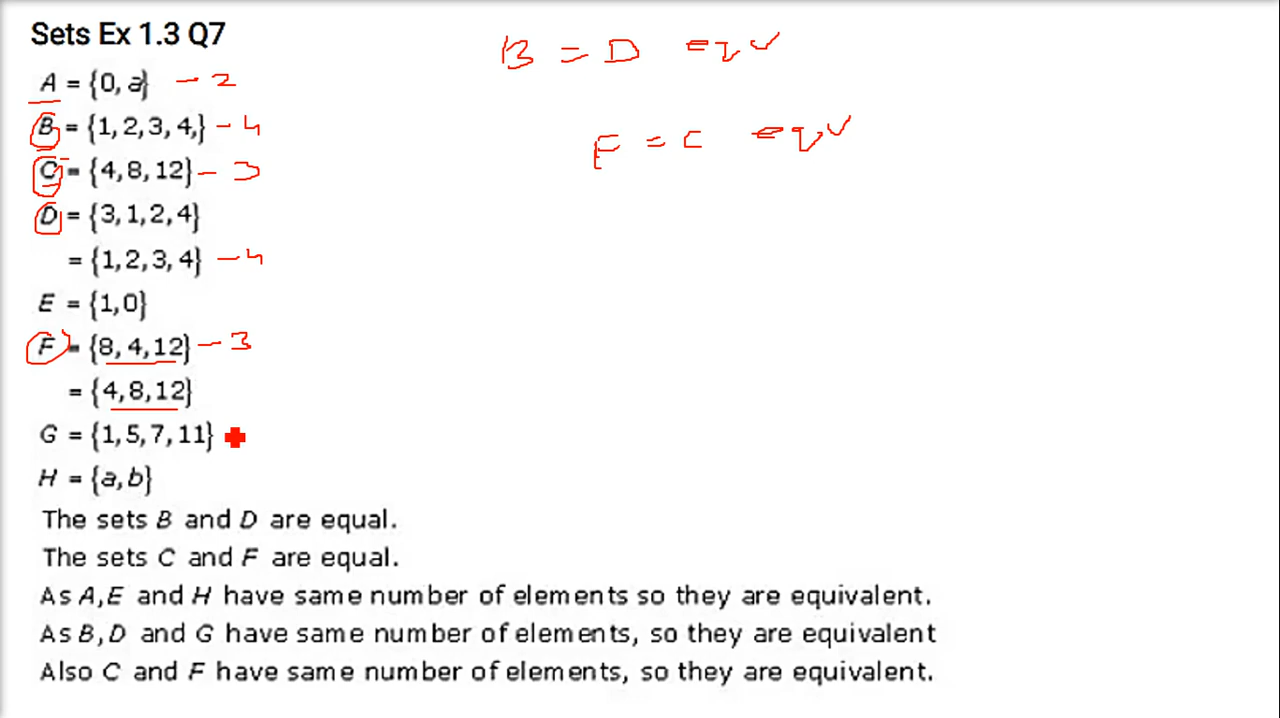 Sets Ex 1.3 Q7
B = D equ
A = {0, a} - 2
B = {1, 2, 3, 4,} - 4
F = C equ
C = {4, 8, 12} - 3
D = {3, 1, 2, 4}
= {1, 2, 3, 4} - 4
E = {1, 0}
F = {8, 4, 12} - 3
= {4, 8, 12}
G = {1, 5, 7, 11}
H = {a, b}
The sets B and D are equal.
The sets C and F are equal.
As A, E and H have same number of elements so they are equivalent.
As B, D and G have same number of elements, so they are equivalent
Also C and F have same number of elements, so they are equivalent.